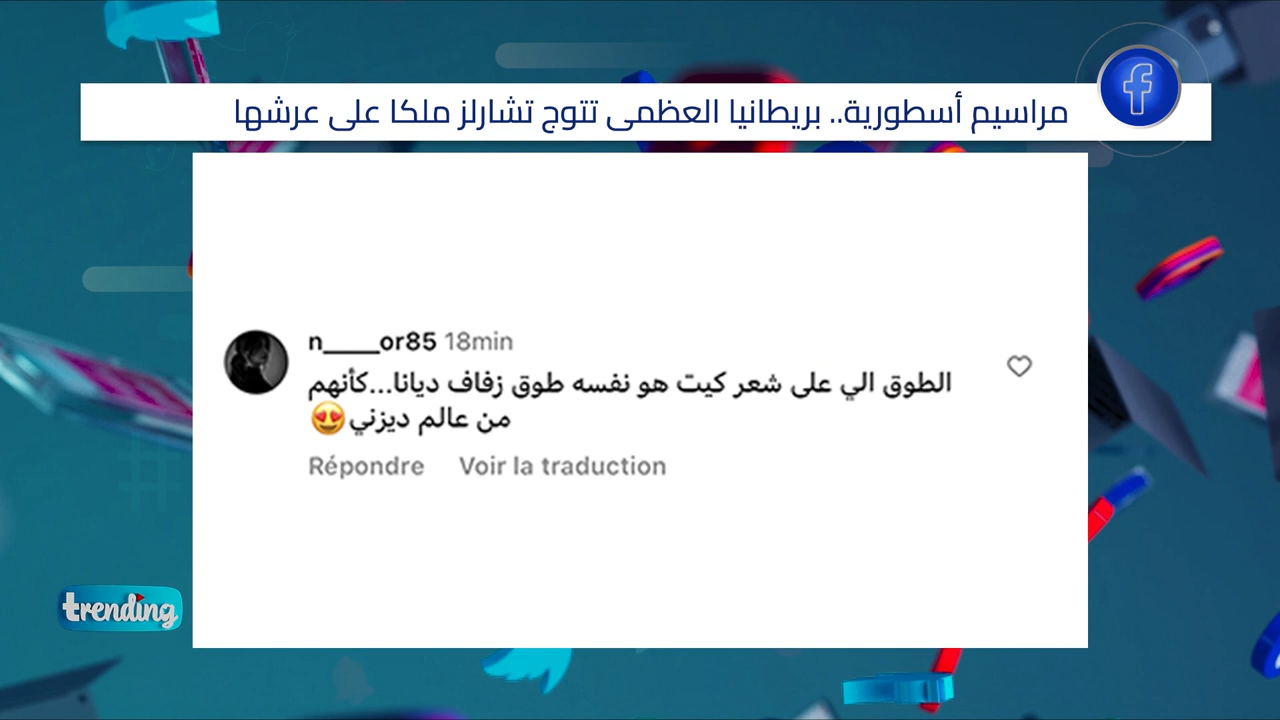 مراسيم أسطورية.. بريطانيا العظمى تتوج تشارلز ملكا على عرشها
n____or85 18min
الطوق الي على شعر كيت هو نفسه طوق زفاف ديانا...كأنهم
من عالم ديزني😍
Répondre Voir la traduction
trending